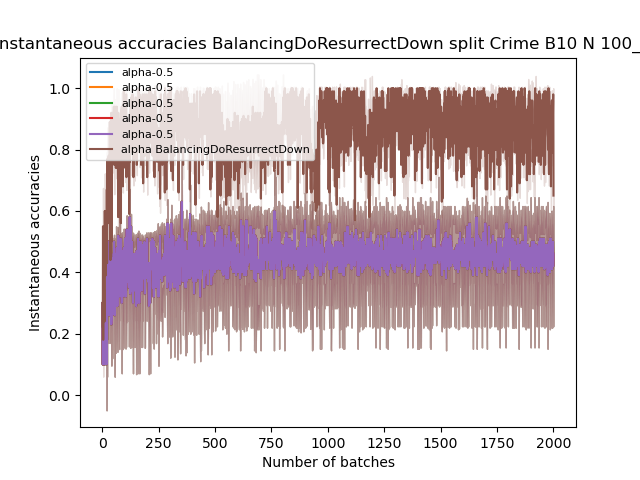 nstantaneous accuracies BalancingDoResurrectDown split Crime B10 N 100_
alpha-0.5
alpha-0.5
alpha-0.5
alpha-0.5
alpha-0.5
alpha BalancingDoResurrectDown
Instantaneous accuracies
1.0
0.8
0.6
0.4
0.2
0.0
0 250 500 750 1000 1250 1500 1750 2000
Number of batches